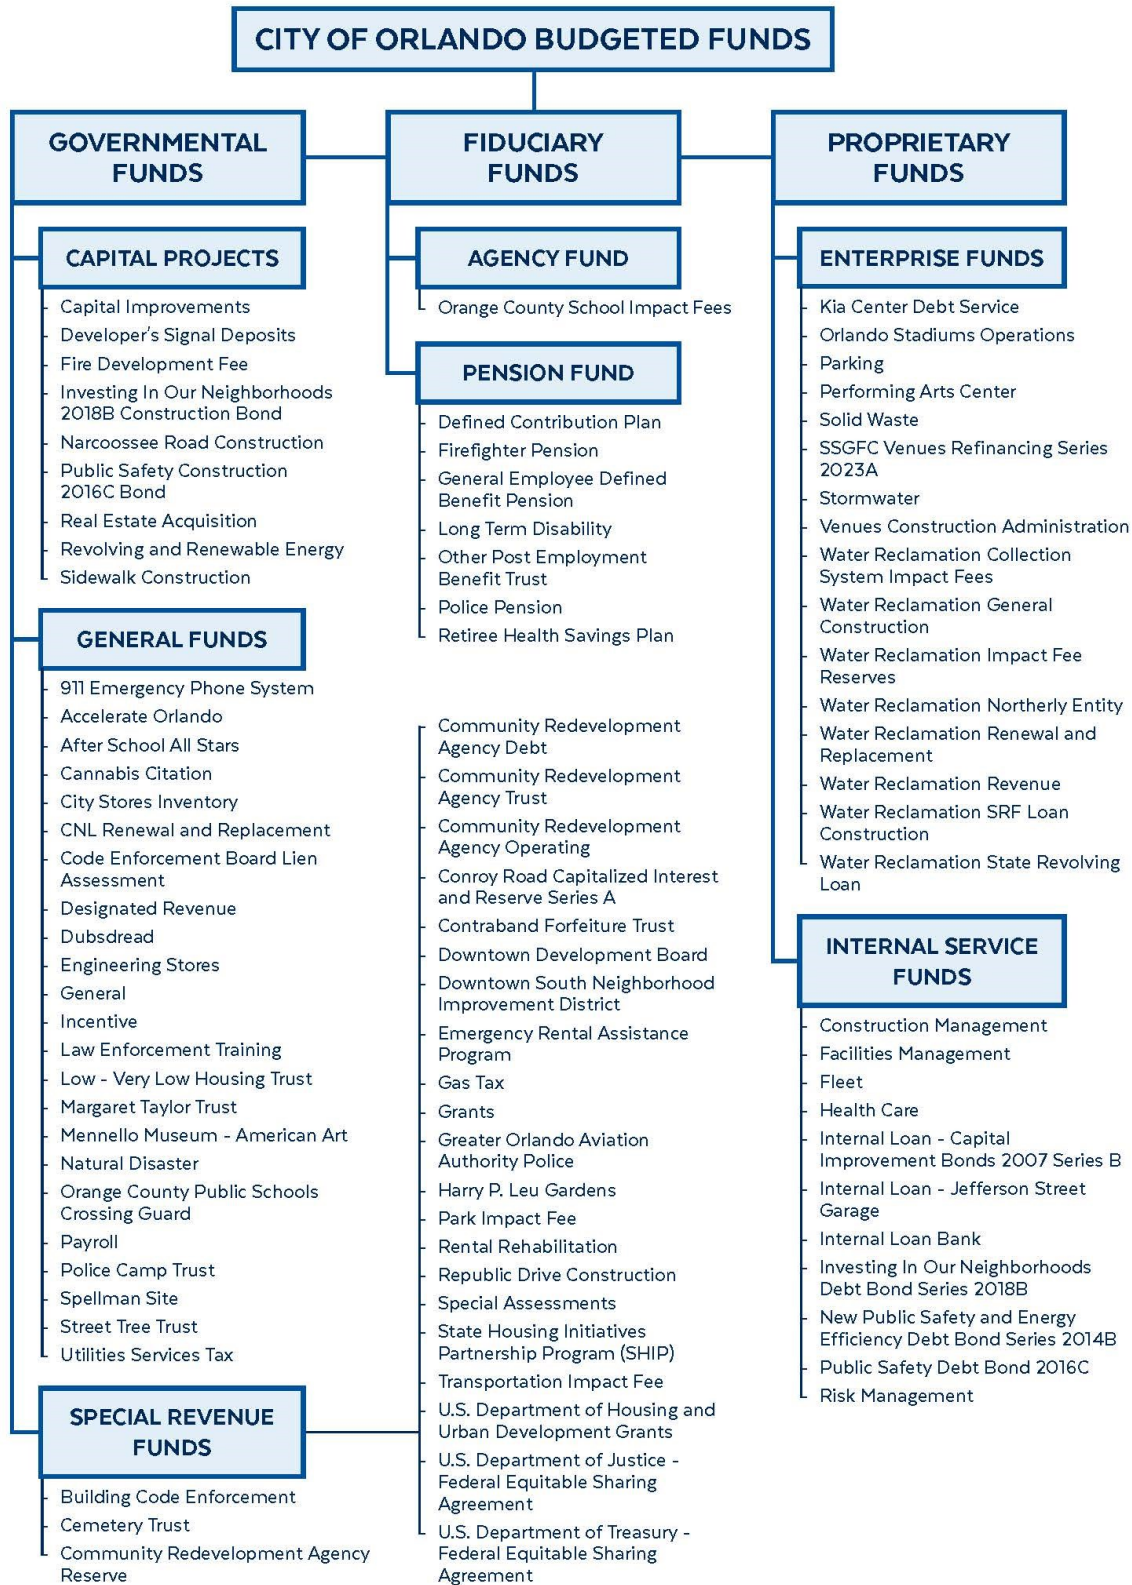 CITY OF ORLANDO BUDGETED FUNDS
GOVERNMENTAL
FUNDS
CAPITAL PROJECTS
Capital Improvements
Developer's Signal Deposits
Fire Development Fee
Investing In Our Neighborhoods
2018B Construction Bond
Narcoossee Road Construction
Public Safety Construction
2016C Bond
Real Estate Acquisition
Revolving and Renewable Energy
Sidewalk Construction
GENERAL FUNDS
911 Emergency Phone System
Accelerate Orlando
After School All Stars
Cannabis Citation
City Stores Inventory
CNL Renewal and Replacement
Code Enforcement Board Lien
Assessment
Designated Revenue
Dubsdread
Engineering Stores
General
Incentive
Law Enforcement Training
Low - Very Low Housing Trust
Margaret Taylor Trust
Mennello Museum - American Art
Natural Disaster
Orange County Public Schools
Crossing Guard
Payroll
Police Camp Trust
Spellman Site
Street Tree Trust
Utilities Services Tax
SPECIAL REVENUE
FUNDS
Building Code Enforcement
Cemetery Trust
Community Redevelopment Agency
Reserve
Community Redevelopment
Agency Debt
Community Redevelopment
Agency Trust
Community Redevelopment
Agency Operating
Conroy Road Capitalized Interest
and Reserve Series A
Contraband Forfeiture Trust
Downtown Development Board
Downtown South Neighborhood
Improvement District
Emergency Rental Assistance
Program
Gas Tax
Grants
Greater Orlando Aviation
Authority Police
Harry P. Leu Gardens
Park Impact Fee
Rental Rehabilitation
Republic Drive Construction
Special Assessments
State Housing Initiatives
Partnership Program (SHIP)
Transportation Impact Fee
U.S. Department of Housing and
Urban Development Grants
U.S. Department of Justice -
Federal Equitable Sharing
Agreement
U.S. Department of Treasury -
Federal Equitable Sharing
Agreement
FIDUCIARY
FUNDS
AGENCY FUND
Orange County School Impact Fees
PENSION FUND
Defined Contribution Plan
Firefighter Pension
General Employee Defined
Benefit Pension
Long Term Disability
Other Post Employment
Benefit Trust
Police Pension
Retiree Health Savings Plan
PROPRIETARY
FUNDS
ENTERPRISE FUNDS
Kia Center Debt Service
Orlando Stadiums Operations
Parking
Performing Arts Center
Solid Waste
SSGFC Venues Refinancing Series
2023A
Stormwater
Venues Construction Administration
Water Reclamation Collection
System Impact Fees
Water Reclamation General
Construction
Water Reclamation Impact Fee
Reserves
Water Reclamation Northerly Entity
Water Reclamation Renewal and
Replacement
Water Reclamation Revenue
Water Reclamation SRF Loan
Construction
Water Reclamation State Revolving
Loan
INTERNAL SERVICE
FUNDS
Construction Management
Facilities Management
Fleet
Health Care
Internal Loan - Capital
Improvement Bonds 2007 Series B
Internal Loan - Jefferson Street
Garage
Internal Loan Bank
Investing In Our Neighborhoods
Debt Bond Series 2018B
New Public Safety and Energy
Efficiency Debt Bond Series 2014B
Public Safety Debt Bond 2016C
Risk Management